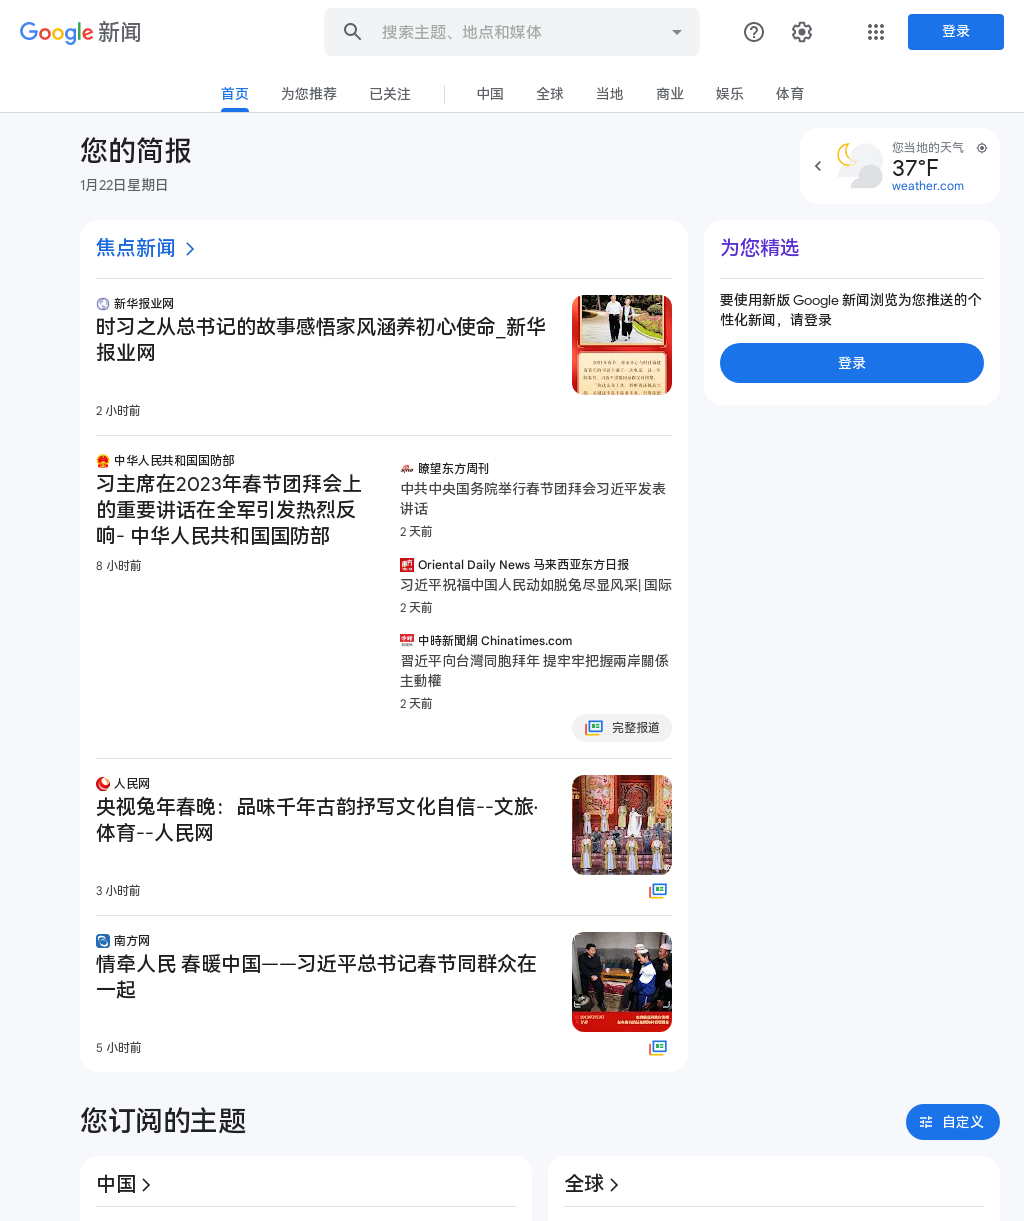 Google 新闻
搜索主题、地点和媒体
登录
首页
为您推荐
已关注
中国
全球
当地
商业
娱乐
体育
您的简报
1月22日星期日
您当地的天气
37°F
weather.com
焦点新闻
新华报业网
时习之从总书记的故事感悟家风涵养初心使命_新华
报业网
2 小时前
中华人民共和国国防部
习主席在2023年春节团拜会上
的重要讲话在全军引发热烈反
响- 中华人民共和国国防部
8 小时前
瞭望东方周刊
中共中央国务院举行春节团拜会习近平发表
讲话
2 天前
Oriental Daily News 马来西亚东方日报
习近平祝福中国人民动如脱兔尽显风采| 国际
2 天前
中時新聞網 Chinatimes.com
習近平向台灣同胞拜年 提牢牢把握兩岸關係
主動權
2 天前
完整报道
人民网
央视兔年春晚：品味千年古韵抒写文化自信--文旅·
体育--人民网
3 小时前
南方网
情牵人民 春暖中国——习近平总书记春节同群众在
一起
5 小时前
为您精选
要使用新版 Google 新闻浏览为您推送的个
性化新闻，请登录
登录
您订阅的主题
自定义
中国
全球